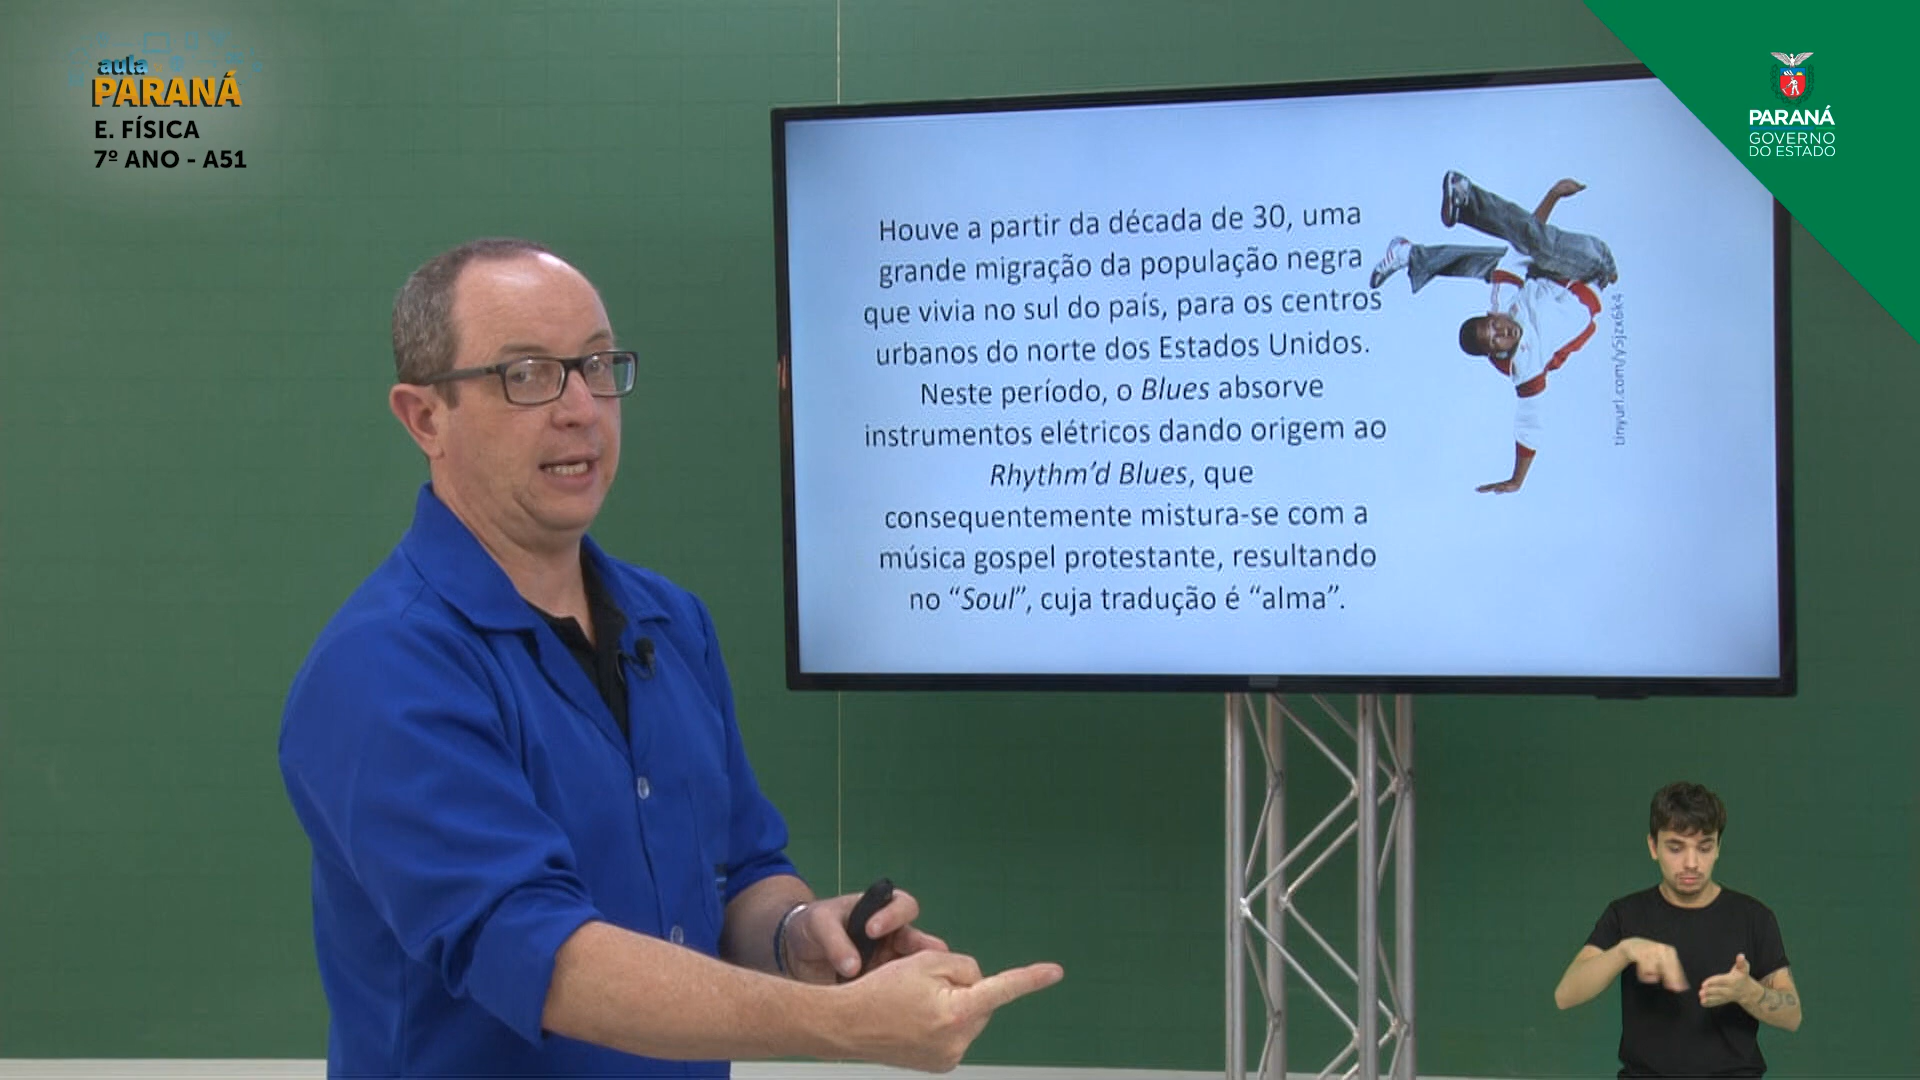 aula
PARANÁ
E. FÍSICA
7º ANO - A51
PARANÁ
GOVERNO
DO ESTADO
Houve a partir da década de 30, uma
grande migração da população negra
que vivia no sul do país, para os centros
urbanos do norte dos Estados Unidos.
Neste período, o Blues absorve
instrumentos elétricos dando origem ao
Rhythm’d Blues, que
consequentemente mistura-se com a
música gospel protestante, resultando
no “Soul”, cuja tradução é “alma”.
tinyurl.com/y5jzx6k4